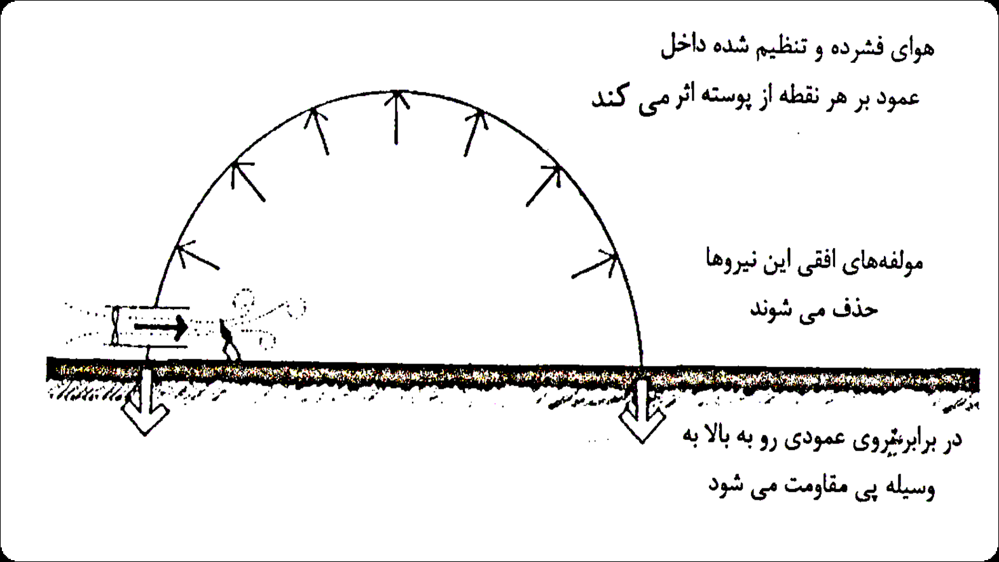 هوای فشرده و تنظیم شده داخل
عمود بر هر نقطه از پوسته اثر می کند
مولفه‌های افقی این نیروها
حذف می شوند
در برابر نیروی عمودی رو به بالا به
وسیله پی مقاومت می شود